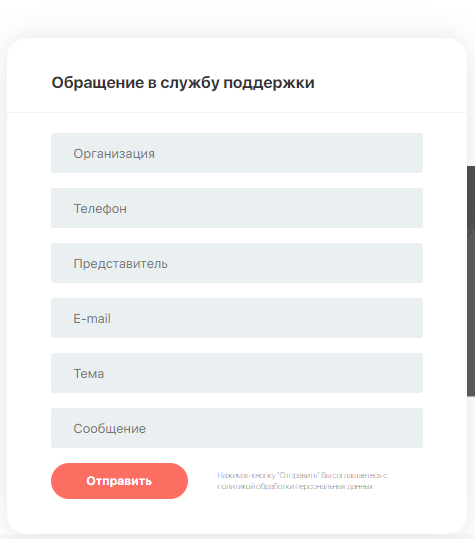 Обращение в службу поддержки
Организация
Телефон
Представитель
E-mail
Тема
Сообщение
Отправить
Нажимая кнопку "Отправить" Вы соглашаетесь с
политикой обработки персональных данных